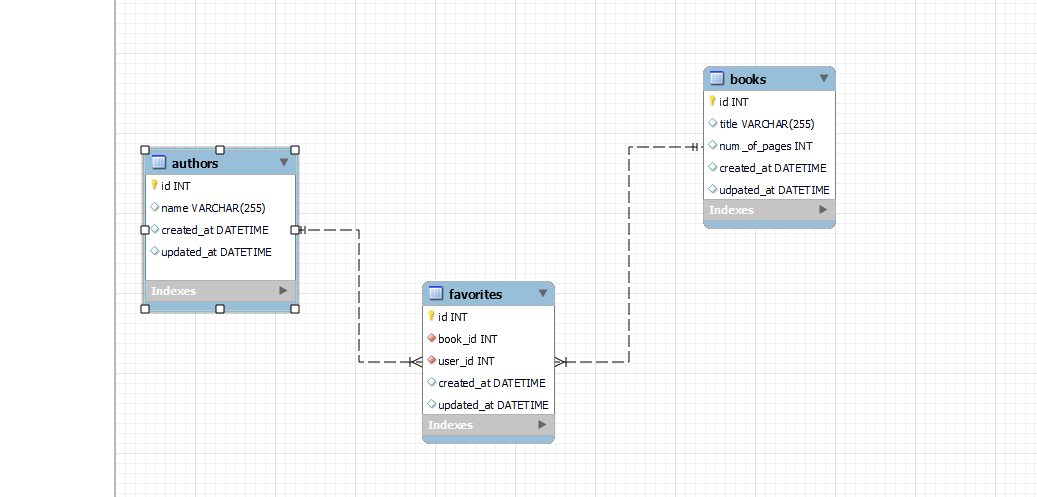 authors
id INT
name VARCHAR(255)
created_at DATETIME
updated_at DATETIME
Indexes
favorites
id INT
book_id INT
user_id INT
created_at DATETIME
updated_at DATETIME
Indexes
books
id INT
title VARCHAR(255)
num _of_pages INT
created_at DATETIME
udpated_at DATETIME
Indexes